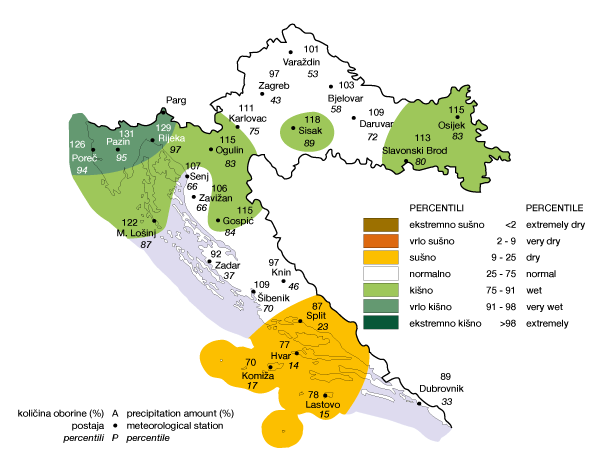 101
Varaždin
53
97
Zagreb
43
103
Bjelovar
58
111
Karlovac
75
109
Daruvar
72
118
Sisak
89
115
Osijek
83
113
Slavonski Brod
80
Parg
126
Poreč
94
131
Pazin
95
129
Rijeka
97
115
Ogulin
83
107
Senj
66
106
Zavižan
66
115
Gospić
84
122
M. Lošinj
87
92
Zadar
37
97
Knin
46
109
Šibenik
70
87
Split
23
77
Hvar
14
70
Komiža
17
78
Lastovo
15
89
Dubrovnik
33
PERCENTILI PERCENTILE
ekstremno sušno <2 extremely dry
vrlo sušno 2 - 9 very dry
sušno 9 - 25 dry
normalno 25 - 75 normal
kišno 75 - 91 wet
vrlo kišno 91 - 98 very wet
ekstremno kišno >98 extremely
količina oborine (%) A precipitation amount (%)
postaja • meteorological station
percentili P percentile